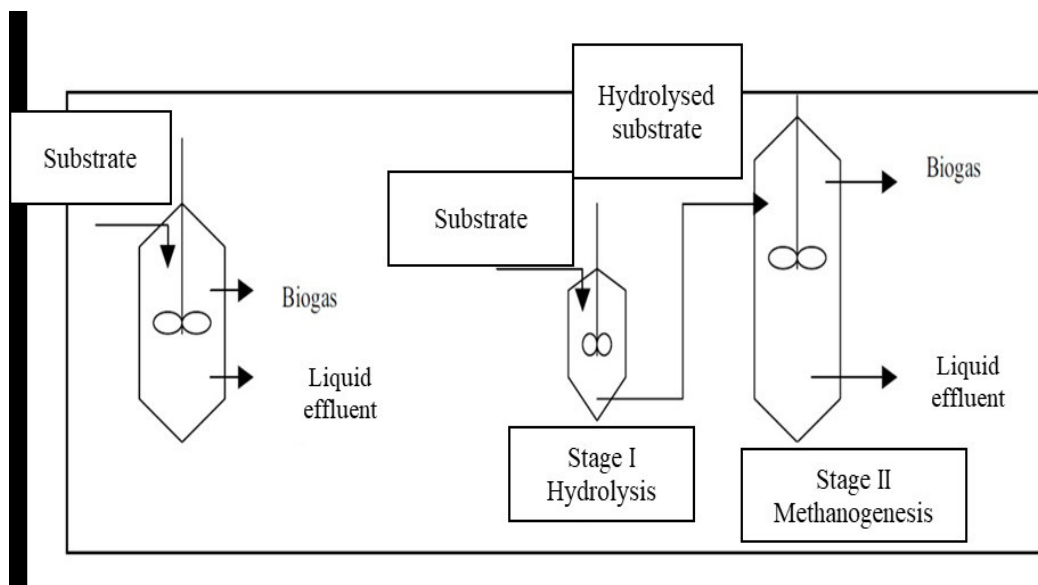 Substrate
Biogas
Liquid
effluent
Substrate
Hydrolysed
substrate
Stage I
Hydrolysis
Biogas
Liquid
effluent
Stage II
Methanogenesis